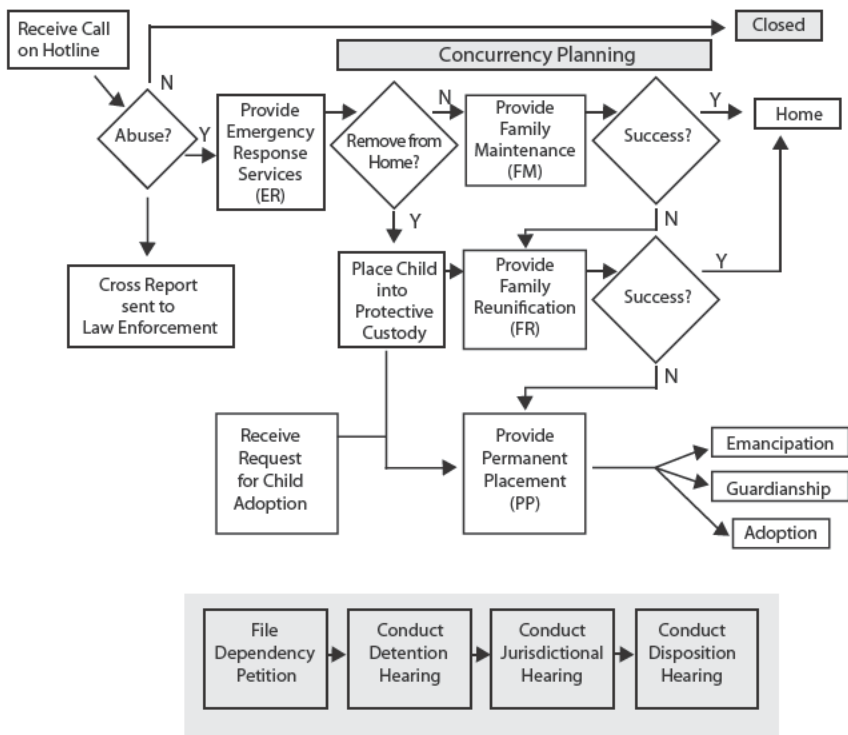 Receive Call
on Hotline
Closed
Concurrency Planning
N
Abuse?
Y
Provide
Emergency
Response
Services
(ER)
Remove from
Home?
N
Provide
Family
Maintenance
(FM)
Success?
Y
Home
Y
N
Cross Report
sent to
Law Enforcement
Place Child
into
Protective
Custody
Provide
Family
Reunification
(FR)
Success?
Y
N
Receive
Request
for Child
Adoption
Provide
Permanent
Placement
(PP)
Emancipation
Guardianship
Adoption
File
Dependency
Petition
Conduct
Detention
Hearing
Conduct
Jurisdictional
Hearing
Conduct
Disposition
Hearing